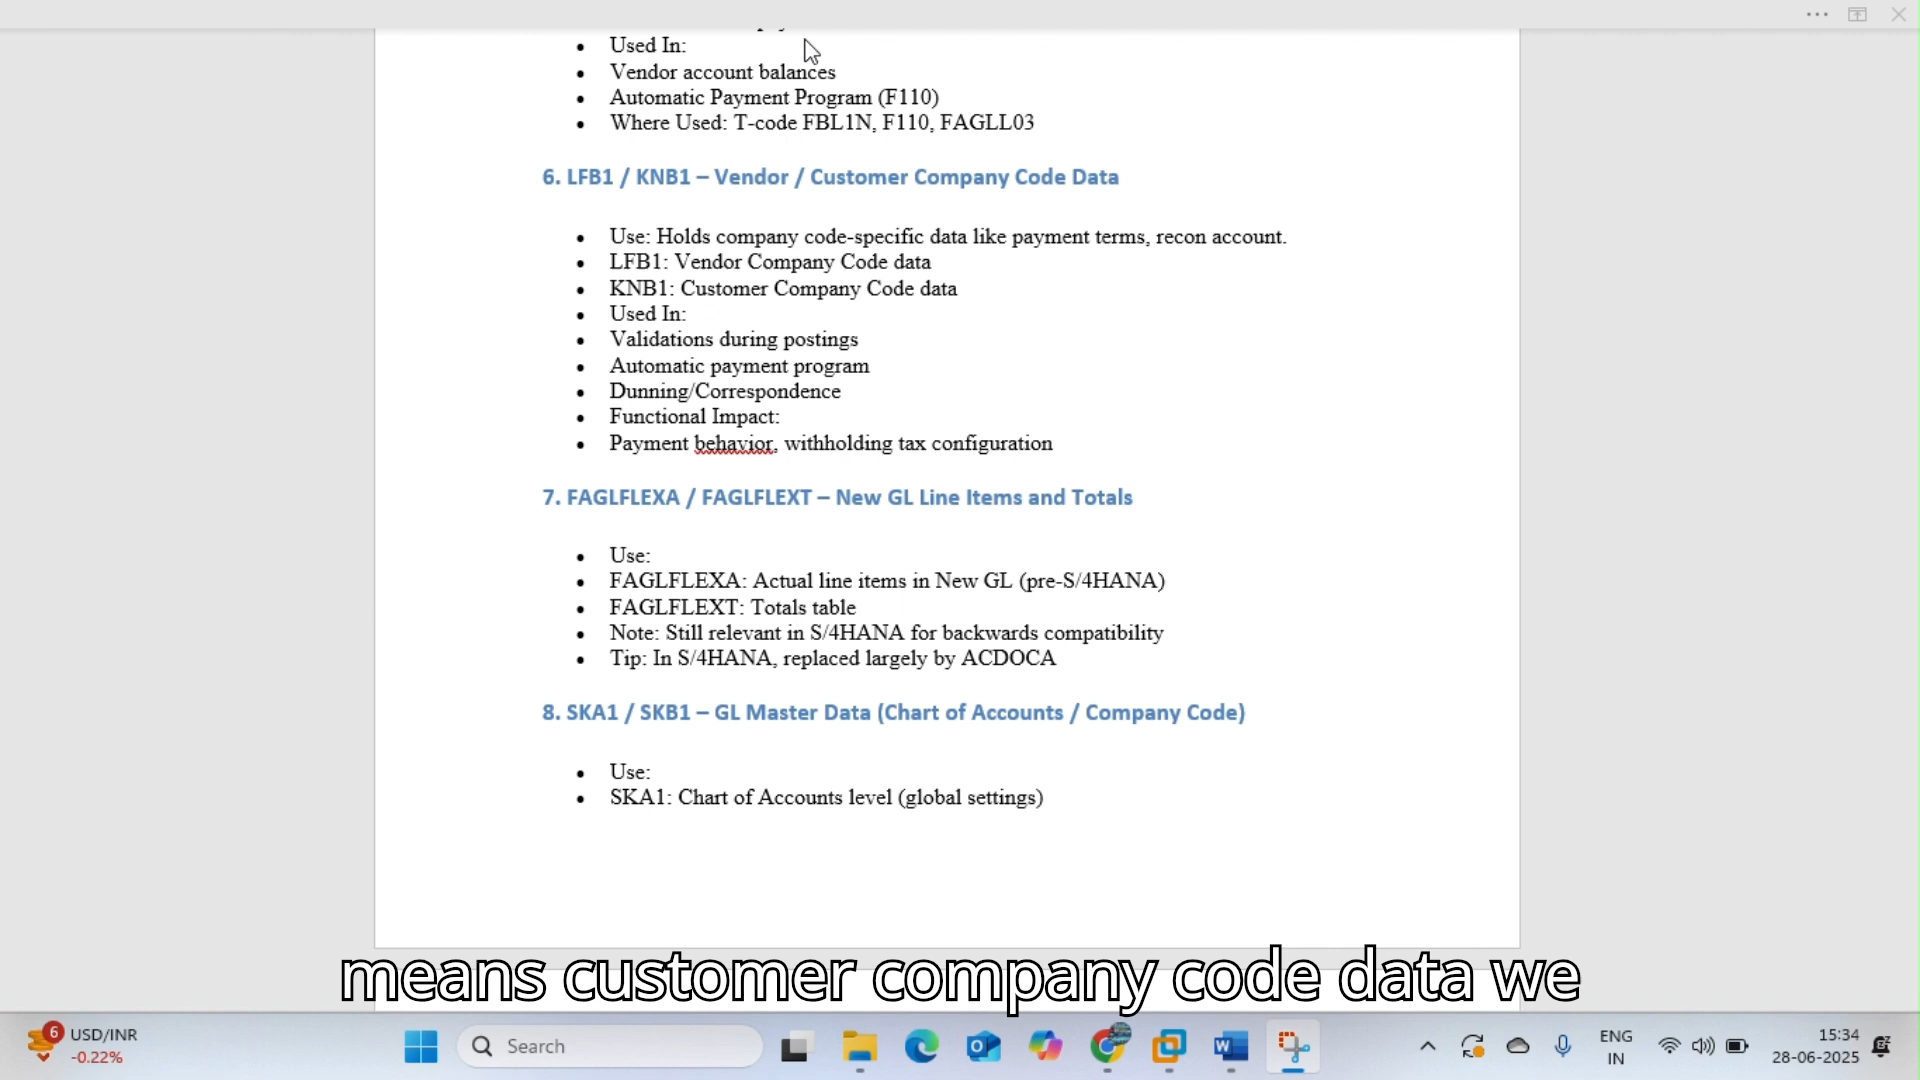 Used In:
Vendor account balances
Automatic Payment Program (F110)
Where Used: T-code FBL1N, F110, FAGLL03
6. LFB1 / KNB1 – Vendor / Customer Company Code Data
Use: Holds company code-specific data like payment terms, recon account.
LFB1: Vendor Company Code data
KNB1: Customer Company Code data
Used In:
Validations during postings
Automatic payment program
Dunning/Correspondence
Functional Impact:
Payment behavior, withholding tax configuration
7. FAGLFLEXA / FAGLFLEXT – New GL Line Items and Totals
Use:
FAGLFLEXA: Actual line items in New GL (pre-S/4HANA)
FAGLFLEXT: Totals table
Note: Still relevant in S/4HANA for backwards compatibility
Tip: In S/4HANA, replaced largely by ACDOCA
8. SKA1 / SKB1 – GL Master Data (Chart of Accounts / Company Code)
Use:
SKA1: Chart of Accounts level (global settings)
means customer company code data we
6
USD/INR
-0.22%
Search
ENG
IN
15:34
28-06-2025